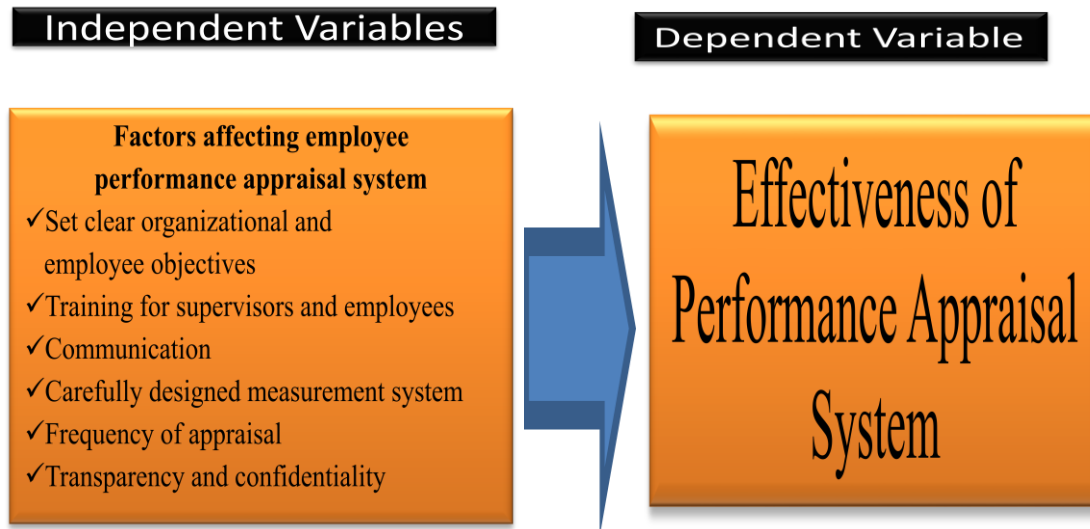 Independent Variables
Dependent Variable
Factors affecting employee
performance appraisal system
✓Set clear organizational and
employee objectives
✓Training for supervisors and employees
✓Communication
✓Carefully designed measurement system
✓Frequency of appraisal
✓Transparency and confidentiality
Effectiveness of
Performance Appraisal
System